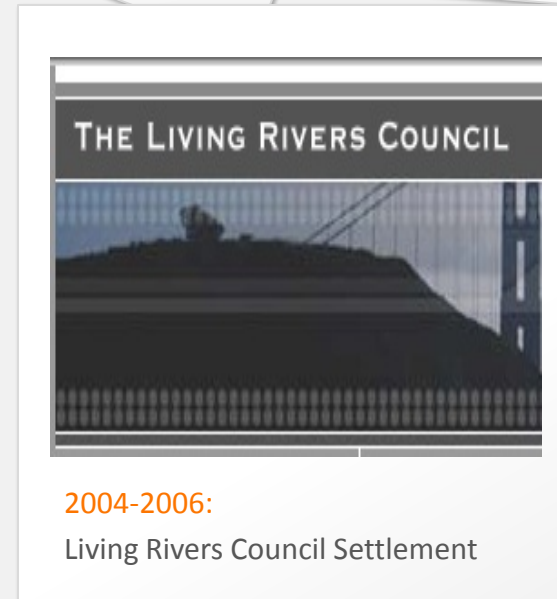 THE LIVING RIVERS COUNCIL
2004-2006:
Living Rivers Council Settlement